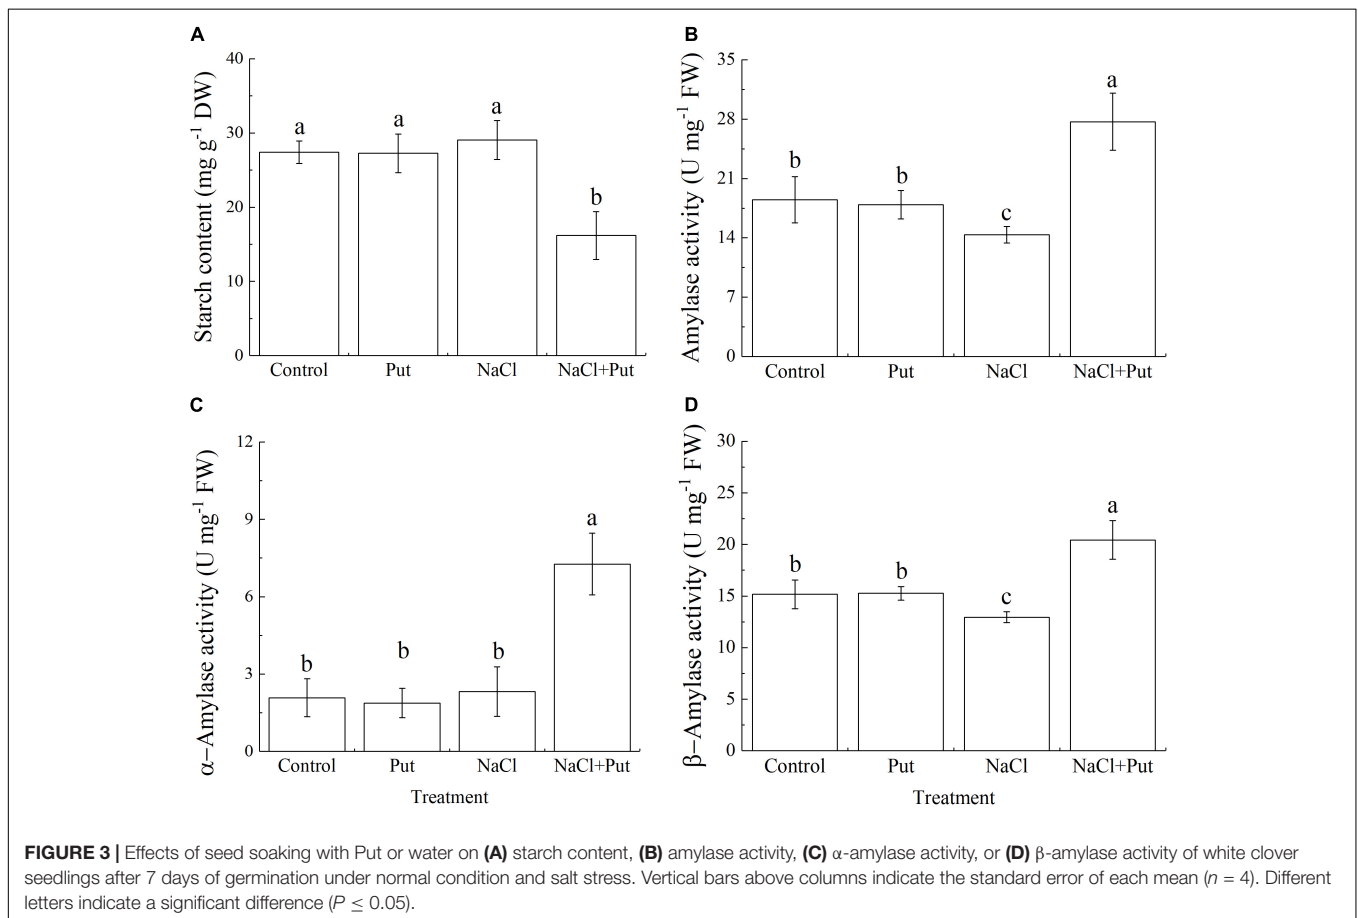 A
Starch content (mg g⁻¹ DW)
40
30
20
10
0
a
a
a
b
Control Put NaCl NaCl+Put
B
Amylase activity (U mg⁻¹ FW)
35
28
21
14
7
0
b
b
c
a
Control Put NaCl NaCl+Put
C
α−Amylase activity (U mg⁻¹ FW)
12
9
6
3
0
b
b
b
a
Control Put NaCl NaCl+Put
Treatment
D
β−Amylase activity (U mg⁻¹ FW)
30
25
20
15
10
5
0
b
b
c
a
Control Put NaCl NaCl+Put
Treatment
FIGURE 3 | Effects of seed soaking with Put or water on (A) starch content, (B) amylase activity, (C) α-amylase activity, or (D) β-amylase activity of white clover
seedlings after 7 days of germination under normal condition and salt stress. Vertical bars above columns indicate the standard error of each mean (n = 4). Different
letters indicate a significant difference (P ≤ 0.05).